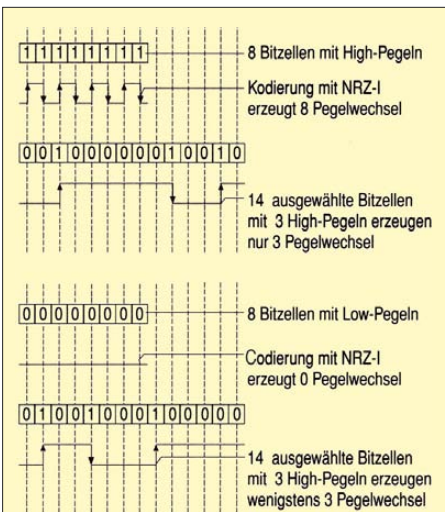 11111111
8 Bitzellen mit High-Pegeln
Kodierung mit NRZ-I
erzeugt 8 Pegelwechsel
00100000010010
14 ausgewählte Bitzellen
mit 3 High-Pegeln erzeugen
nur 3 Pegelwechsel
00000000
8 Bitzellen mit Low-Pegeln
Codierung mit NRZ-I
erzeugt 0 Pegelwechsel
01001000100000
14 ausgewählte Bitzellen
mit 3 High-Pegeln erzeugen
wenigstens 3 Pegelwechsel